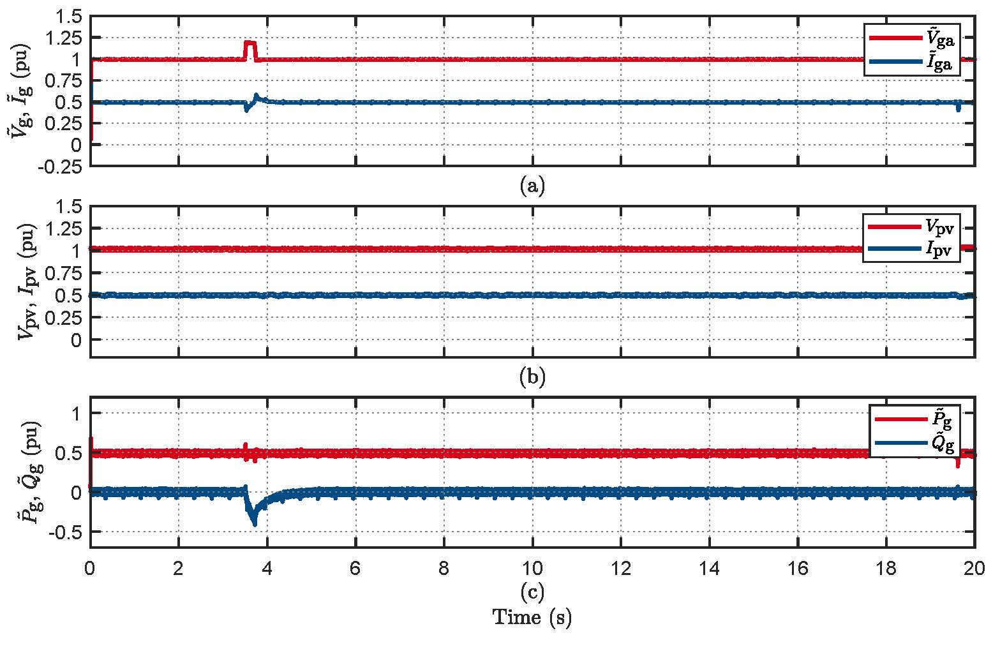 1.5
1.25
1
0.75
0.5
0.25
0
-0.25
Ṽga
Ĩga
Ṽg, Ĩg (pu)
(a)
1.5
1.25
1
0.75
0.5
0.25
0
Vpv
Ipv
Vpv, Ipv (pu)
(b)
1
0.5
0
-0.5
P̃g
Q̃g
P̃g, Q̃g (pu)
0 2 4 6 8 10 12 14 16 18 20
(c)
Time (s)